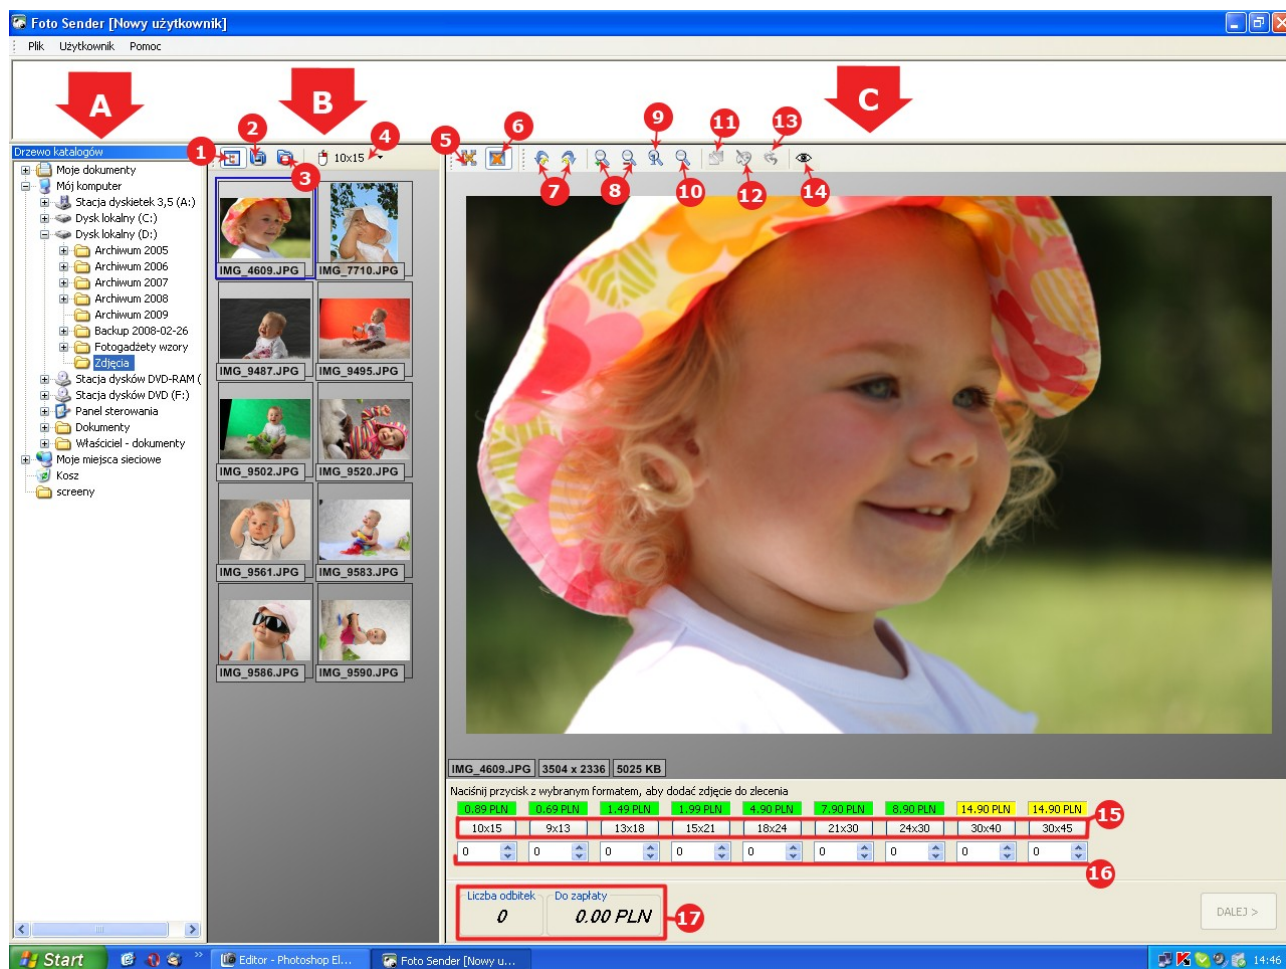 Foto Sender [Nowy użytkownik]
Plik Użytkownik Pomoc
A
B
C
1
2
3
4
5
6
7
8
9
10
11
12
13
14
Drzewo katalogów
Moje dokumenty
Mój komputer
Stacja dyskietek 3,5 (A:)
Dysk lokalny (C:)
Dysk lokalny (D:)
Archiwum 2005
Archiwum 2006
Archiwum 2007
Archiwum 2008
Archiwum 2009
Backup 2008-02-26
Fotogadżety wzory
Zdjęcia
Stacja dysków DVD-RAM (
Stacja dysków DVD (F:)
Panel sterowania
Dokumenty
Właściciel - dokumenty
Moje miejsca sieciowe
Kosz
screeny
10x15
IMG_4609.JPG IMG_7710.JPG
IMG_9487.JPG IMG_9495.JPG
IMG_9502.JPG IMG_9520.JPG
IMG_9561.JPG IMG_9583.JPG
IMG_9586.JPG IMG_9590.JPG
IMG_4609.JPG 3504 x 2336 5025 KB
Naciśnij przycisk z wybranym formatem, aby dodać zdjęcie do zlecenia
0.89 PLN 0.69 PLN 1.49 PLN 1.99 PLN 4.90 PLN 7.90 PLN 8.90 PLN 14.90 PLN 14.90 PLN
10x15 9x13 13x18 15x21 18x24 21x30 24x30 30x40 30x45 15
0 0 0 0 0 0 0 0 0
16
Liczba odbitek Do zapłaty
0 0.00 PLN 17
DALEJ >
Start » Editor - Photoshop El... Foto Sender [Nowy u... 14:46